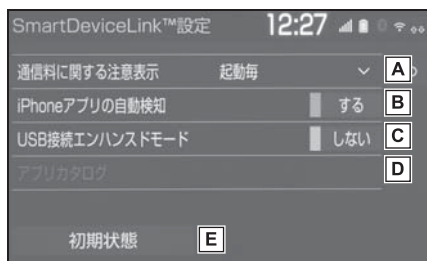 SmartDeviceLink™設定 12:27
通信料に関する注意表示 起動毎 A
iPhoneアプリの自動検知 する B
USB接続エンハンスドモード しない C
アプリカタログ D
初期状態 E